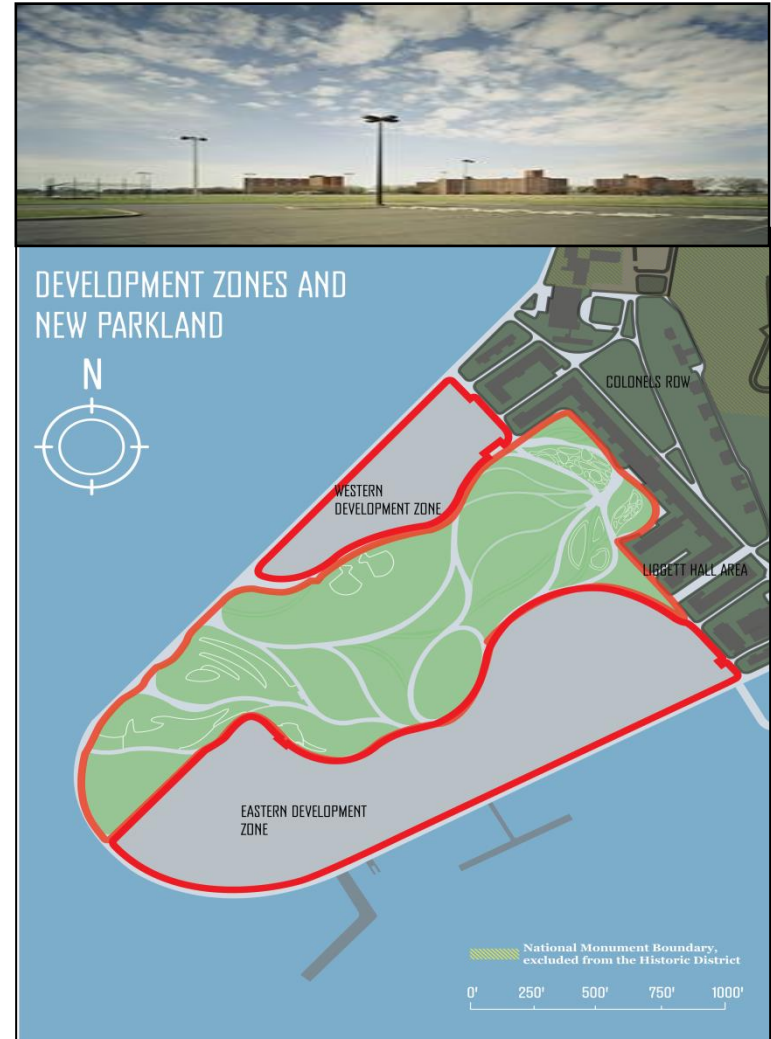 DEVELOPMENT ZONES AND
NEW PARKLAND
N
COLONELS ROW
WESTERN
DEVELOPMENT ZONE
LIGGETT HALL AREA
EASTERN DEVELOPMENT
ZONE
National Monument Boundary,
excluded from the Historic District
0' 250' 500' 750' 1000'